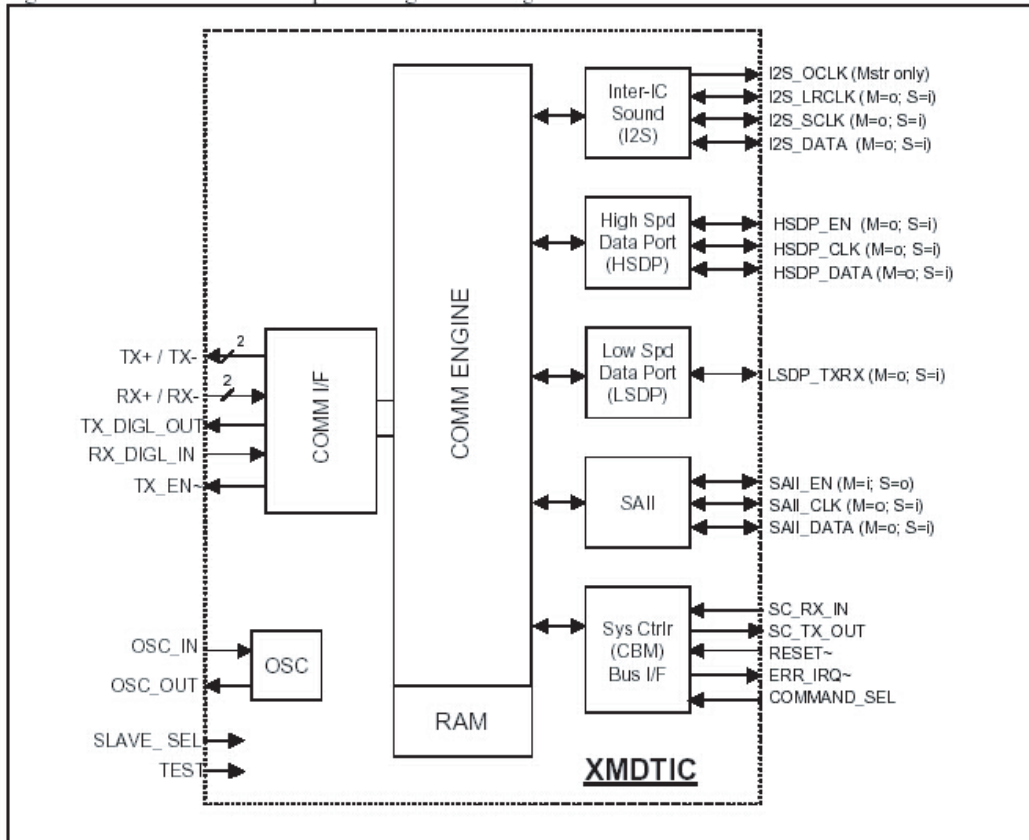 Inter-IC
Sound
(I2S)
I2S_OCLK (Mstr only)
I2S_LRCLK (M=o; S=i)
I2S_SCLK (M=o; S=i)
I2S_DATA (M=o; S=i)
High Spd
Data Port
(HSDP)
HSDP_EN (M=o; S=i)
HSDP_CLK (M=o; S=i)
HSDP_DATA (M=o; S=i)
COMM ENGINE
COMM I/F
TX+ / TX-
2
RX+ / RX-
2
TX_DIGL_OUT
RX_DIGL_IN
TX_EN~
Low Spd
Data Port
(LSDP)
LSDP_TXRX (M=o; S=i)
SAII
SAII_EN (M=i; S=o)
SAII_CLK (M=o; S=i)
SAII_DATA (M=o; S=i)
OSC_IN
OSC_OUT
OSC
Sys Ctrlr
(CBM)
Bus I/F
SC_RX_IN
SC_TX_OUT
RESET~
ERR_IRQ~
COMMAND_SEL
RAM
SLAVE_ SEL
TEST
XMDTIC